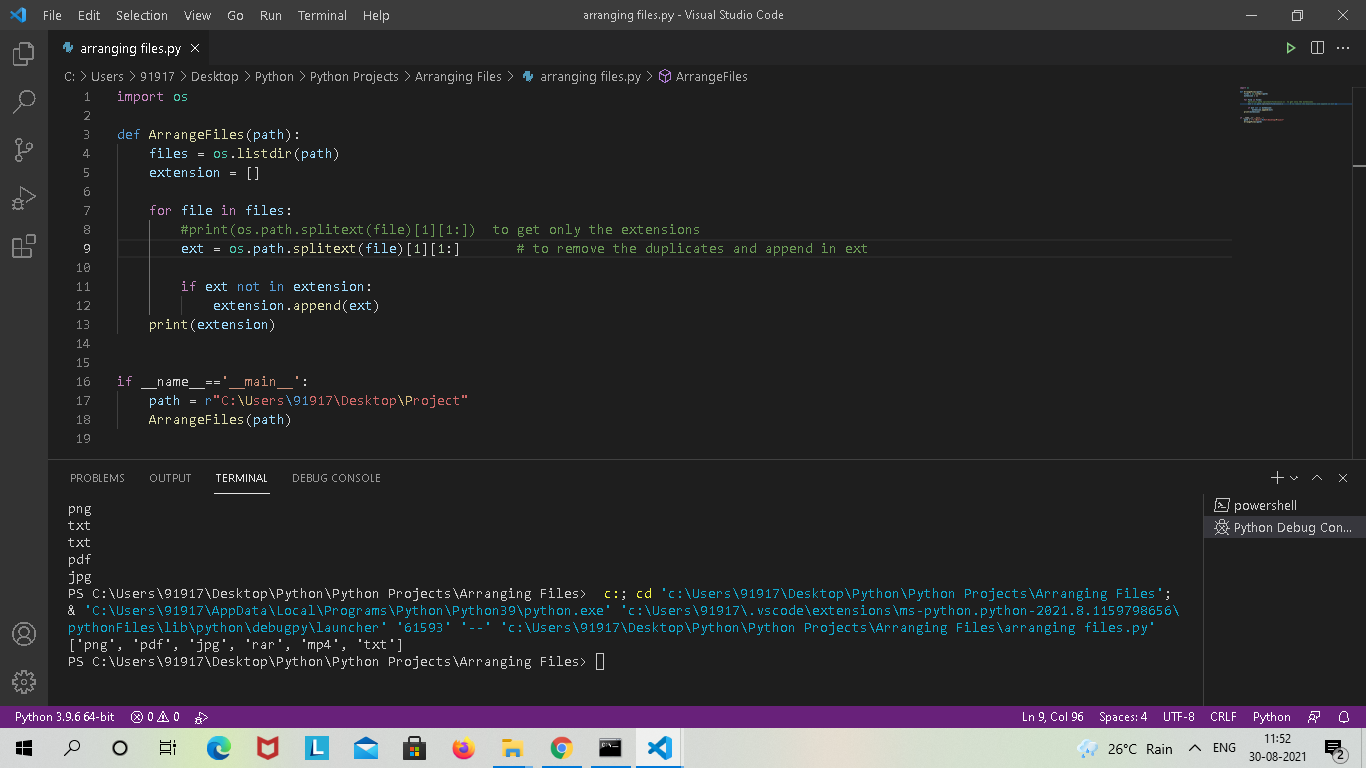 File Edit Selection View Go Run Terminal Help arranging files.py - Visual Studio Code
arranging files.py
C: > Users > 91917 > Desktop > Python > Python Projects > Arranging Files > arranging files.py > ArrangeFiles
1 import os
2
3 def ArrangeFiles(path):
4     files = os.listdir(path)
5     extension = []
6
7     for file in files:
8         #print(os.path.splitext(file)[1][1:])  to get only the extensions
9         ext = os.path.splitext(file)[1][1:]       # to remove the duplicates and append in ext
10
11         if ext not in extension:
12             extension.append(ext)
13     print(extension)
14
15
16 if __name__=='__main__':
17     path = r"C:\Users\91917\Desktop\Project"
18     ArrangeFiles(path)
19
PROBLEMS OUTPUT TERMINAL DEBUG CONSOLE
png
txt
txt
pdf
jpg
PS C:\Users\91917\Desktop\Python\Python Projects\Arranging Files>  c:; cd 'c:\Users\91917\Desktop\Python\Python Projects\Arranging Files';
& 'C:\Users\91917\AppData\Local\Programs\Python\Python39\python.exe' 'c:\Users\91917\.vscode\extensions\ms-python.python-2021.8.1159798656\
pythonFiles\lib\python\debugpy\launcher' '61593' '--' 'c:\Users\91917\Desktop\Python\Python Projects\Arranging Files\arranging files.py'
['png', 'pdf', 'jpg', 'rar', 'mp4', 'txt']
PS C:\Users\91917\Desktop\Python\Python Projects\Arranging Files>
powershell
Python Debug Con...
Python 3.9.6 64-bit 0 0 Ln 9, Col 96 Spaces: 4 UTF-8 CRLF Python
L 26°C Rain ENG 11:52
30-08-2021 2